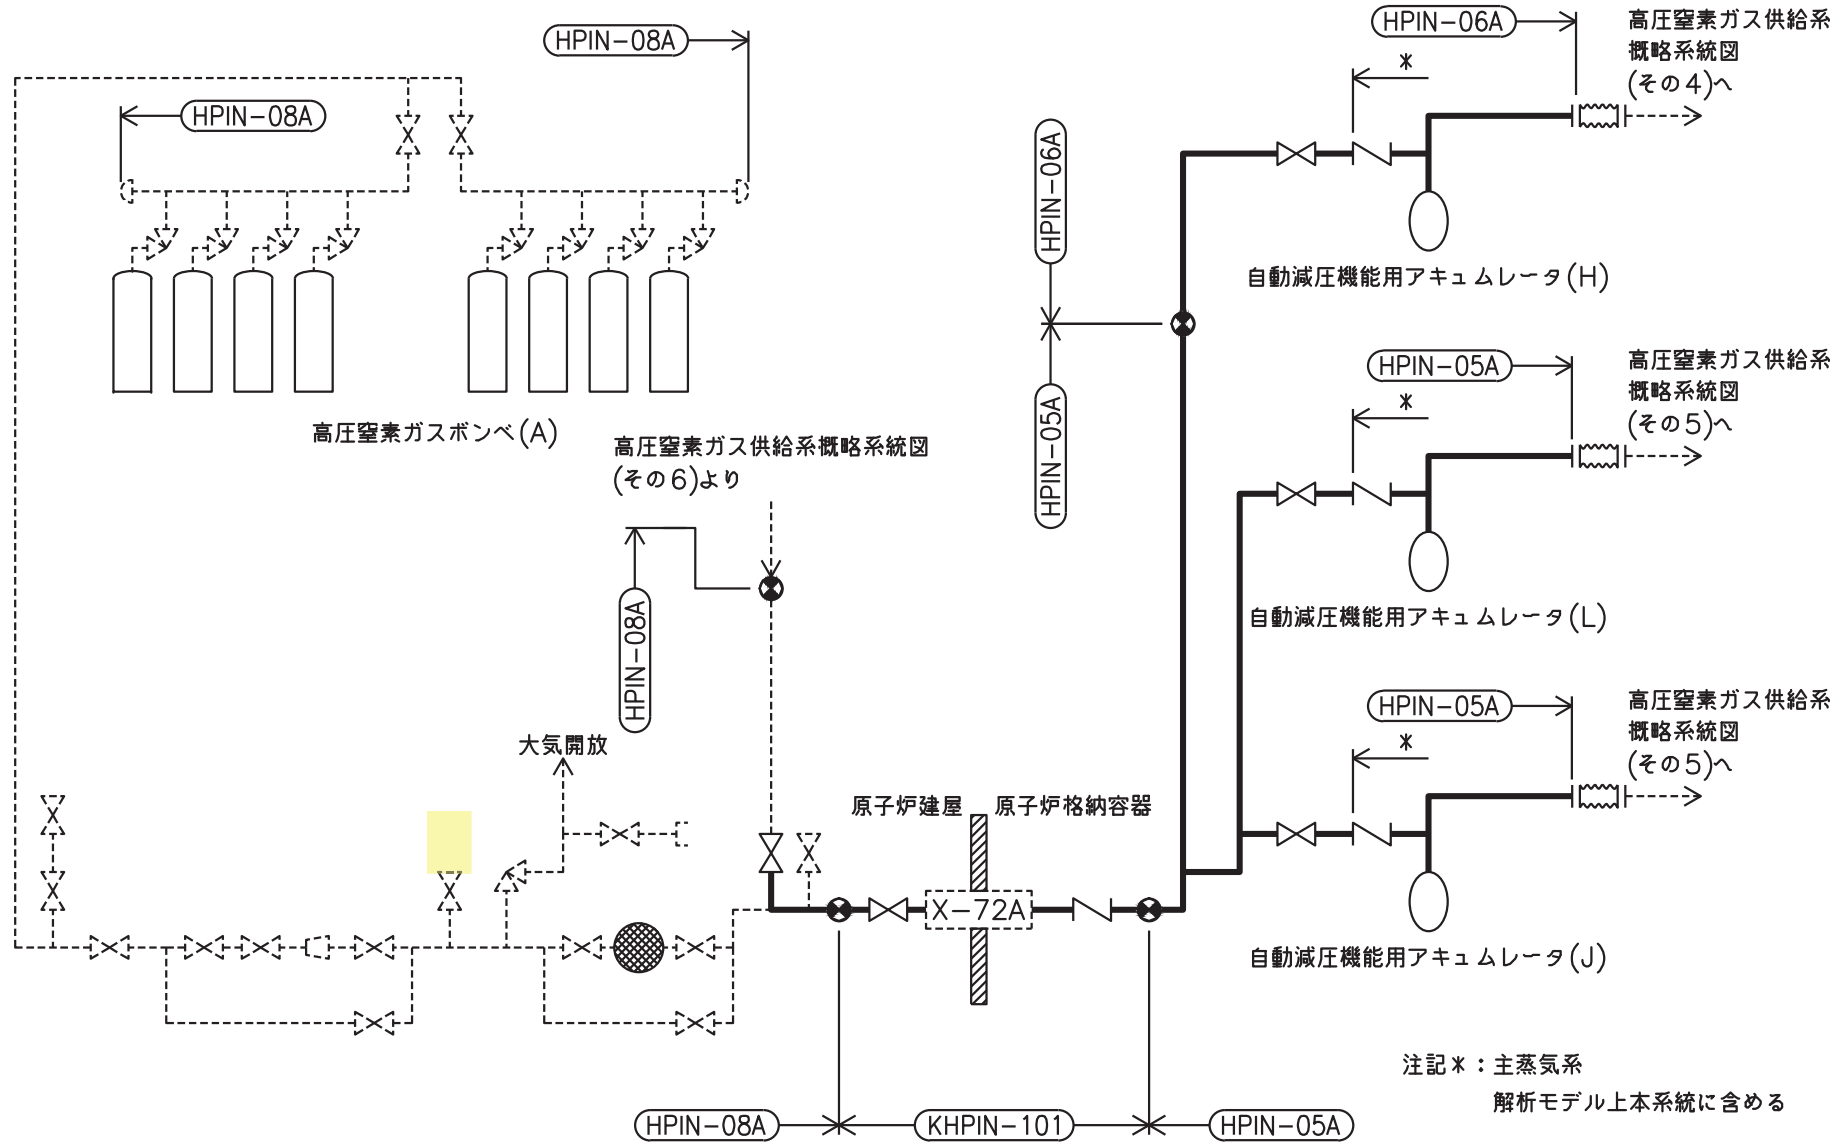 HPIN-06A
高圧窒素ガス供給系
概略系統図
(その4)へ
*
HPIN-08A
HPIN-08A
HPIN-06A
自動減圧機能用アキュムレータ(H)
HPIN-05A
HPIN-05A
高圧窒素ガス供給系
概略系統図
(その5)へ
*
高圧窒素ガスボンベ(A)
高圧窒素ガス供給系概略系統図
(その6)より
HPIN-08A
自動減圧機能用アキュムレータ(L)
HPIN-05A
高圧窒素ガス供給系
概略系統図
(その5)へ
*
大気開放
原子炉建屋
原子炉格納容器
X-72A
自動減圧機能用アキュムレータ(J)
注記*:主蒸気系
解析モデル上本系統に含める
HPIN-08A
KHPIN-101
HPIN-05A